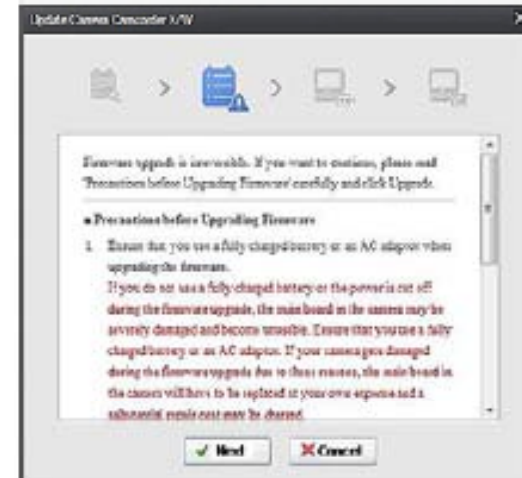 Update Camera Camcorder F/W
Firmware upgrade is irreversible. If you want to continue, please read
'Precautions before Upgrading Firmware' carefully and click Upgrade.
■ Precautions before Upgrading Firmware
1. Ensure that you use a fully charged battery or an AC adaptor when
upgrading the firmware.
If you do not use a fully charged battery or the power is cut off
during the firmware upgrade, the main board in the camera may be
severely damaged and become unusable. Ensure that you use a fully
charged battery or an AC adaptor. If your camera gets damaged
during the firmware upgrade due to these reasons, the main board in
the camera will have to be replaced at your own expense and a
substantial repair cost may be charged.
Next
Cancel